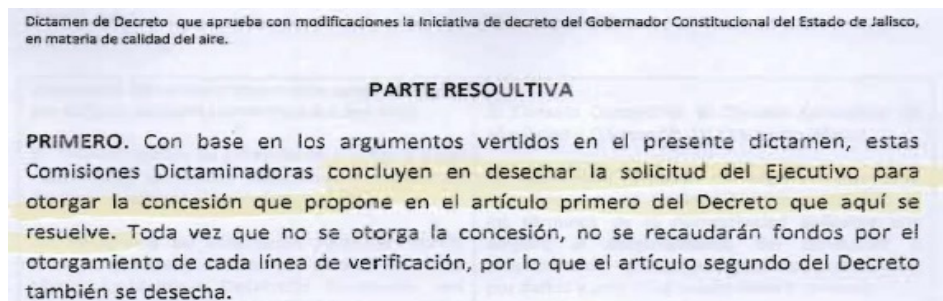 Dictamen de Decreto que aprueba con modificaciones la Iniciativa de decreto del Gobernador Constitucional del Estado de Jalisco,
en materia de calidad del aire.
PARTE RESOULTIVA
PRIMERO. Con base en los argumentos vertidos en el presente dictamen, estas
Comisiones Dictaminadoras concluyen en desechar la solicitud del Ejecutivo para
otorgar la concesión que propone en el artículo primero del Decreto que aquí se
resuelve. Toda vez que no se otorga la concesión, no se recaudarán fondos por el
otorgamiento de cada línea de verificación, por lo que el artículo segundo del Decreto
también se desecha.